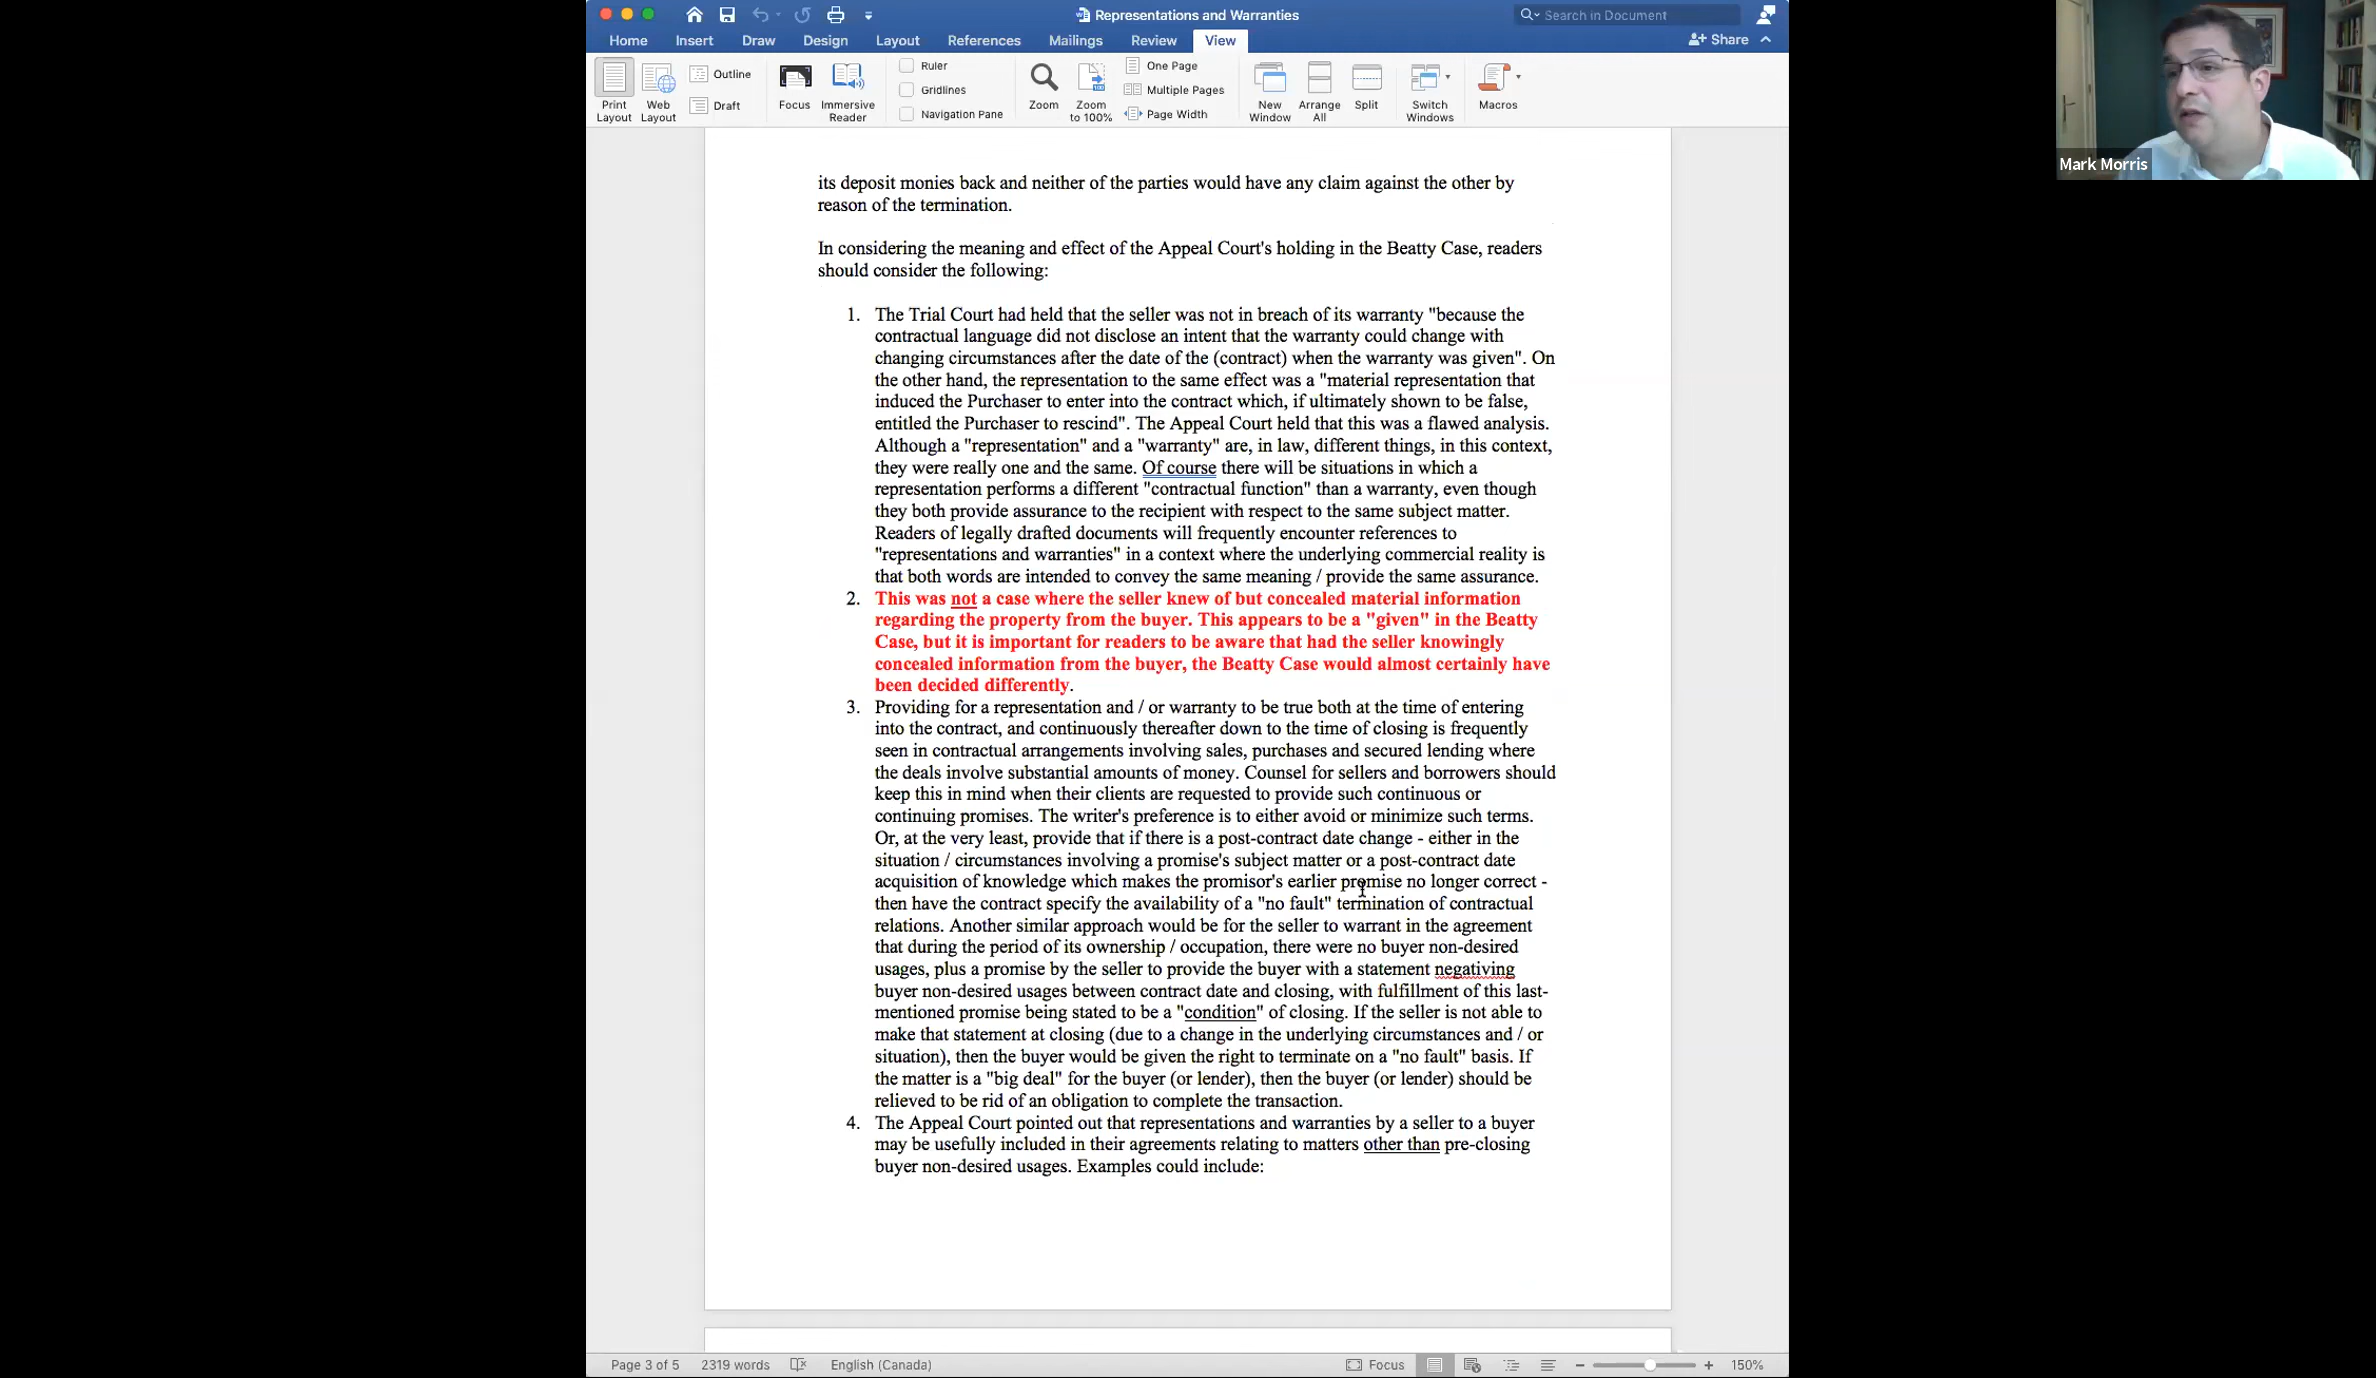 Representations and Warranties
Search in Document
Home Insert Draw Design Layout References Mailings Review View
Share
Print Layout
Web Layout
Outline
Draft
Focus
Immersive Reader
Ruler
Gridlines
Navigation Pane
Zoom
Zoom to 100%
One Page
Multiple Pages
Page Width
New Window
Arrange All
Split
Switch Windows
Macros
Mark Morris
its deposit monies back and neither of the parties would have any claim against the other by
reason of the termination.
In considering the meaning and effect of the Appeal Court's holding in the Beatty Case, readers
should consider the following:
1. The Trial Court had held that the seller was not in breach of its warranty "because the
contractual language did not disclose an intent that the warranty could change with
changing circumstances after the date of the (contract) when the warranty was given". On
the other hand, the representation to the same effect was a "material representation that
induced the Purchaser to enter into the contract which, if ultimately shown to be false,
entitled the Purchaser to rescind". The Appeal Court held that this was a flawed analysis.
Although a "representation" and a "warranty" are, in law, different things, in this context,
they were really one and the same. Of course there will be situations in which a
representation performs a different "contractual function" than a warranty, even though
they both provide assurance to the recipient with respect to the same subject matter.
Readers of legally drafted documents will frequently encounter references to
"representations and warranties" in a context where the underlying commercial reality is
that both words are intended to convey the same meaning / provide the same assurance.
2. This was not a case where the seller knew of but concealed material information
regarding the property from the buyer. This appears to be a "given" in the Beatty
Case, but it is important for readers to be aware that had the seller knowingly
concealed information from the buyer, the Beatty Case would almost certainly have
been decided differently.
3. Providing for a representation and / or warranty to be true both at the time of entering
into the contract, and continuously thereafter down to the time of closing is frequently
seen in contractual arrangements involving sales, purchases and secured lending where
the deals involve substantial amounts of money. Counsel for sellers and borrowers should
keep this in mind when their clients are requested to provide such continuous or
continuing promises. The writer's preference is to either avoid or minimize such terms.
Or, at the very least, provide that if there is a post-contract date change - either in the
situation / circumstances involving a promise's subject matter or a post-contract date
acquisition of knowledge which makes the promisor's earlier promise no longer correct -
then have the contract specify the availability of a "no fault" termination of contractual
relations. Another similar approach would be for the seller to warrant in the agreement
that during the period of its ownership / occupation, there were no buyer non-desired
usages, plus a promise by the seller to provide the buyer with a statement negativing
buyer non-desired usages between contract date and closing, with fulfillment of this last-
mentioned promise being stated to be a "condition" of closing. If the seller is not able to
make that statement at closing (due to a change in the underlying circumstances and / or
situation), then the buyer would be given the right to terminate on a "no fault" basis. If
the matter is a "big deal" for the buyer (or lender), then the buyer (or lender) should be
relieved to be rid of an obligation to complete the transaction.
4. The Appeal Court pointed out that representations and warranties by a seller to a buyer
may be usefully included in their agreements relating to matters other than pre-closing
buyer non-desired usages. Examples could include:
Page 3 of 5 2319 words English (Canada) Focus 150%